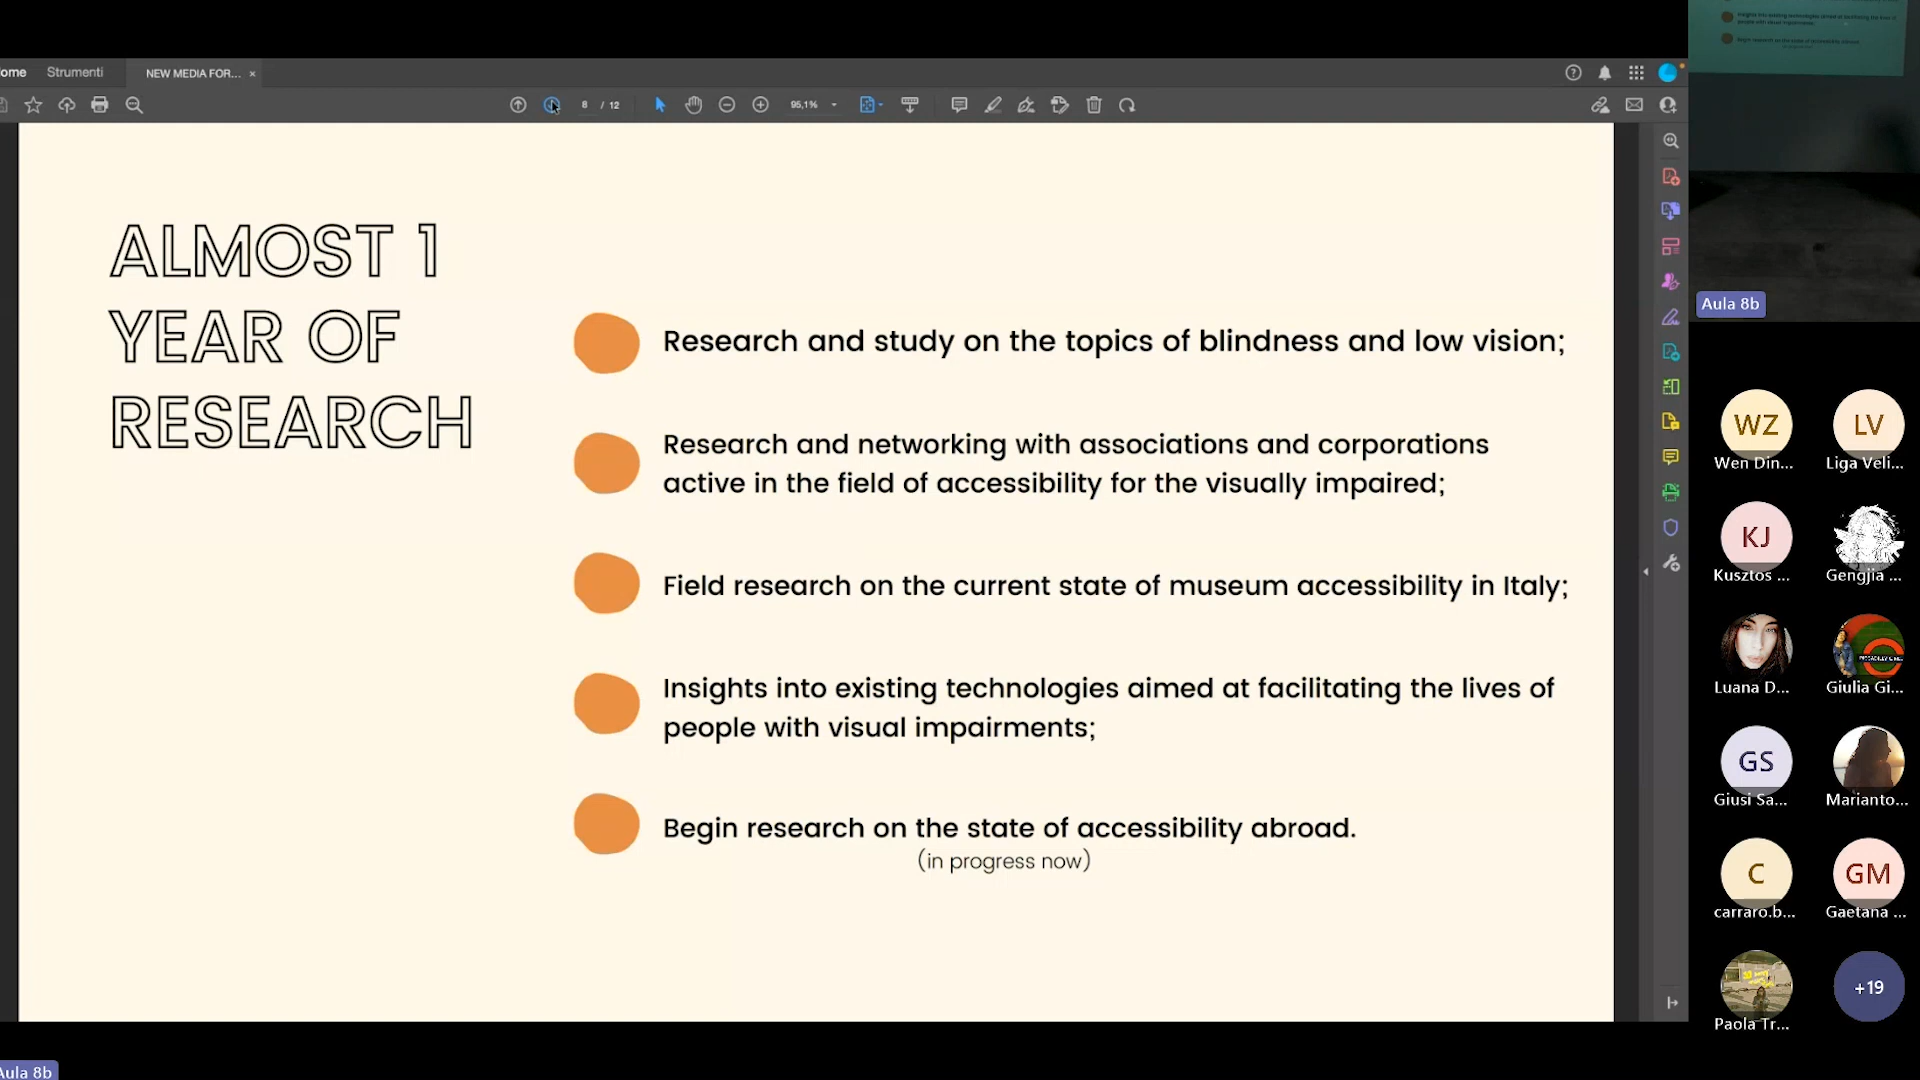 ome Strumenti NEW MEDIA FOR... ×
8 / 12 95,1%
ALMOST 1
YEAR OF
RESEARCH
Research and study on the topics of blindness and low vision;
Research and networking with associations and corporations
active in the field of accessibility for the visually impaired;
Field research on the current state of museum accessibility in Italy;
Insights into existing technologies aimed at facilitating the lives of
people with visual impairments;
Begin research on the state of accessibility abroad.
(in progress now)
Aula 8b
WZ LV
Wen Din... Liga Veli...
KJ
Kusztos ... Gengjia ...
Luana D... Giulia Gi...
GS
Giusi Sa... Marianto...
C GM
carraro.b... Gaetana ...
+19
Paola Tr...
Aula 8b